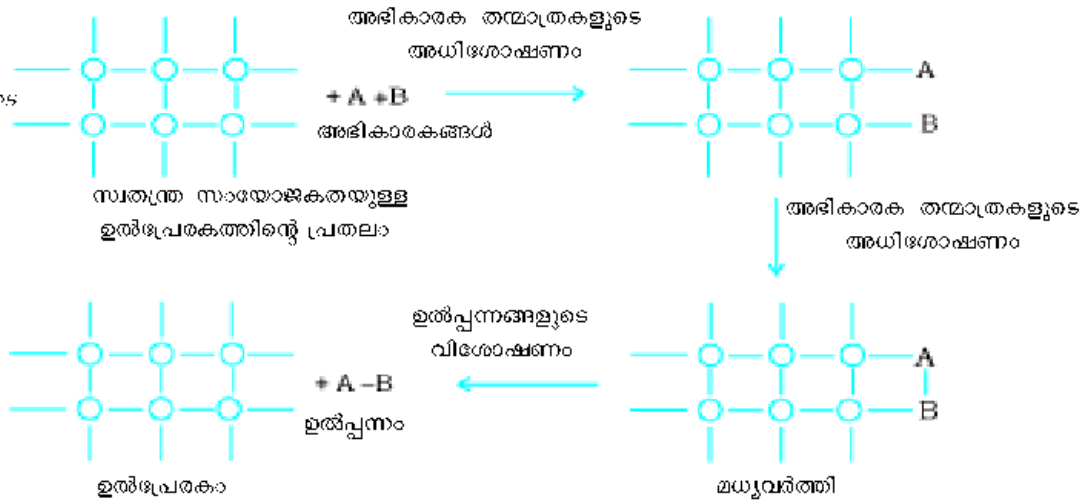 അഭികാരക തന്മാത്രകളുടെ
അധിശോഷണം
A
+ A +B
B
അഭികാരകങ്ങൾ
സ്വതന്ത്ര സംയോജകതയുള്ള
ഉൽപ്രേരകത്തിന്റെ പ്രതലം
അഭികാരക തന്മാത്രകളുടെ
അധിശോഷണം
ഉൽപ്പന്നങ്ങളുടെ
വിശോഷണം
A
+ A –B
B
ഉൽപ്പന്നം
ഉൽപ്രേരകം
മധ്യവർത്തി